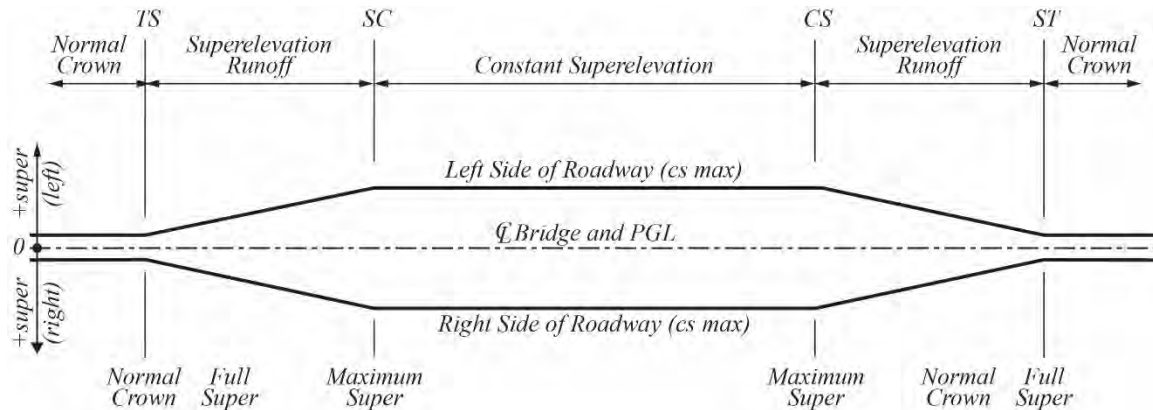 TS SC CS ST
Normal Crown
Superelevation Runoff
Constant Superelevation
Superelevation Runoff
Normal Crown
+super (left)
Left Side of Roadway (cs max)
0
℄ Bridge and PGL
+super (right)
Right Side of Roadway (cs max)
Normal Crown
Full Super
Maximum Super
Maximum Super
Normal Crown
Full Super